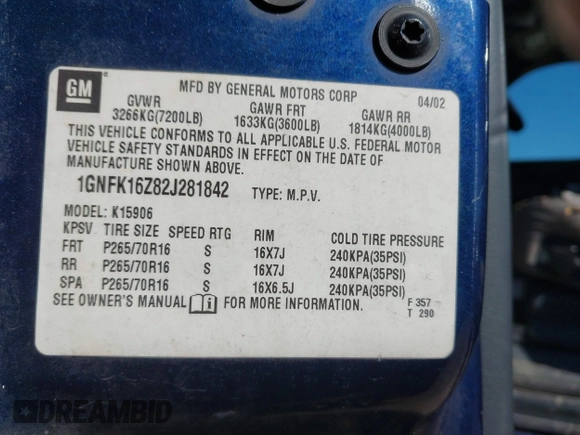 GM
MFD BY GENERAL MOTORS CORP 04/02
GVWR GAWR FRT GAWR RR
3266KG(7200LB) 1633KG(3600LB) 1814KG(4000LB)
THIS VEHICLE CONFORMS TO ALL APPLICABLE U.S. FEDERAL MOTOR
VEHICLE SAFETY STANDARDS IN EFFECT ON THE DATE OF
MANUFACTURE SHOWN ABOVE.
1GNFK16Z82J281842 TYPE: M.P.V.
MODEL: K15906
KPSV TIRE SIZE SPEED RTG RIM COLD TIRE PRESSURE
FRT P265/70R16 S 16X7J 240KPA(35PSI)
RR P265/70R16 S 16X7J 240KPA(35PSI)
SPA P265/70R16 S 16X6.5J 240KPA(35PSI)
SEE OWNER'S MANUAL i FOR MORE INFORMATION. F 357
T 290
DREAMBID